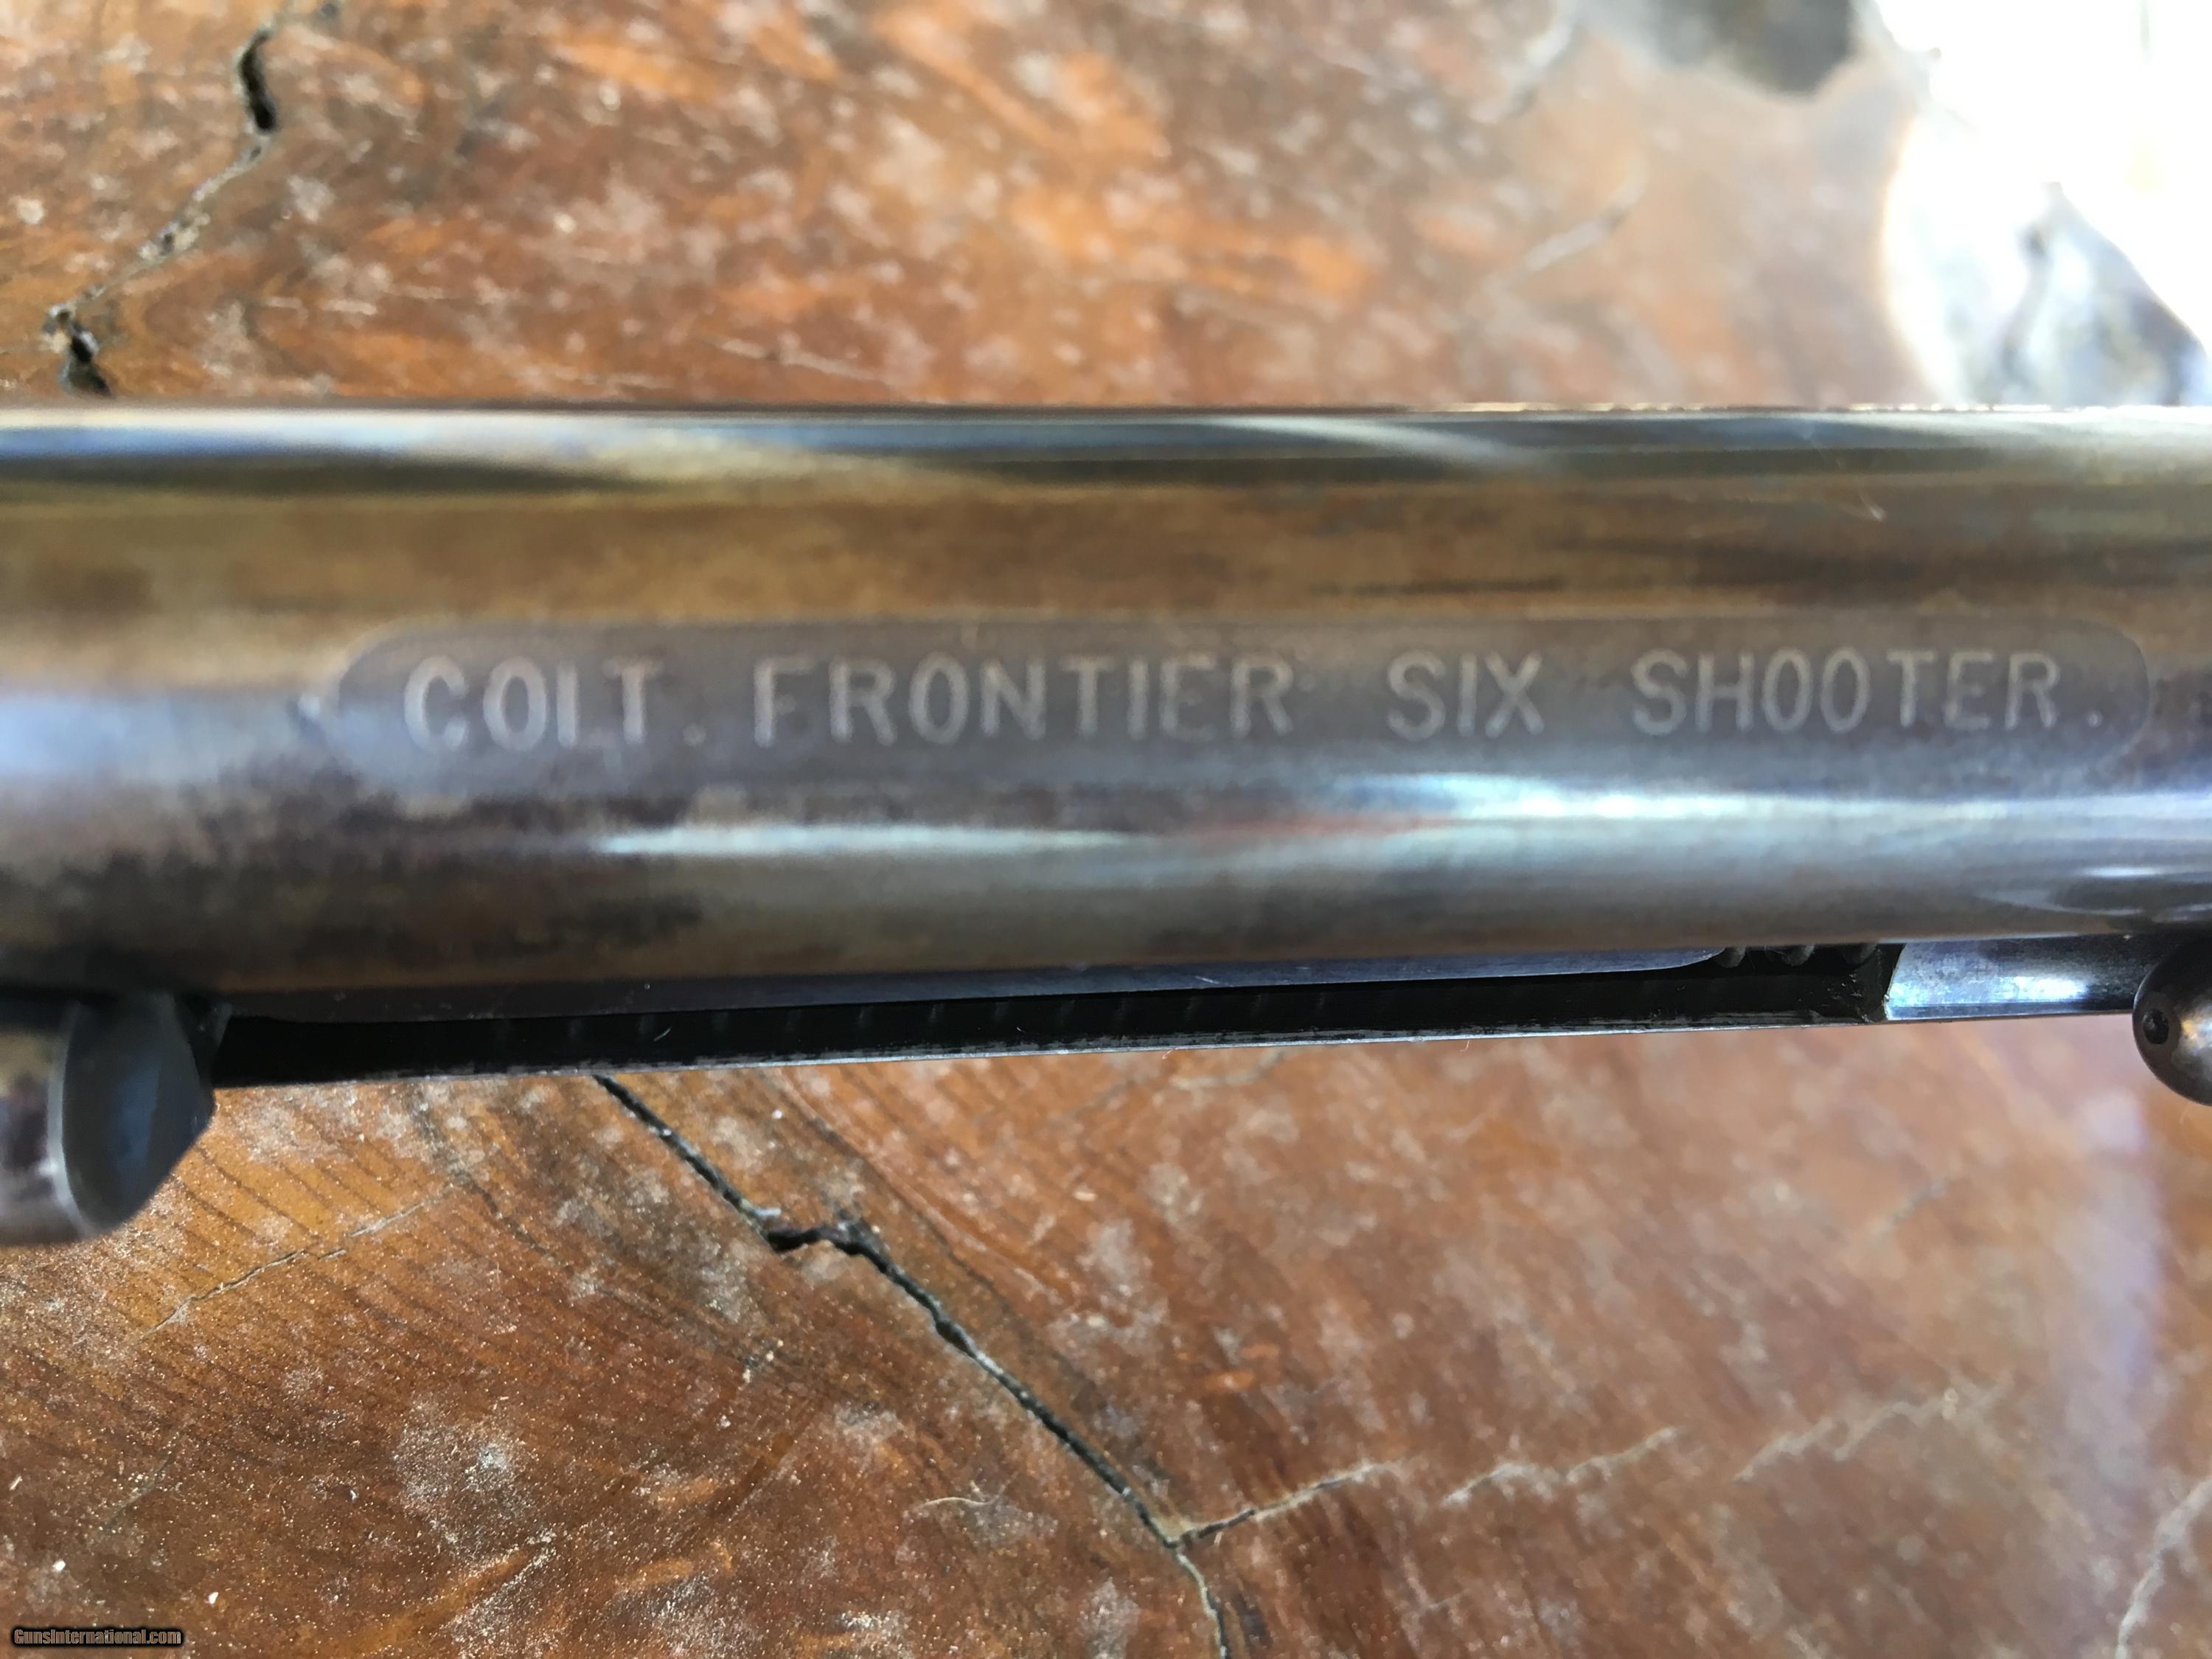 COLT. FRONTIER SIX SHOOTER.
GunsInternational.com